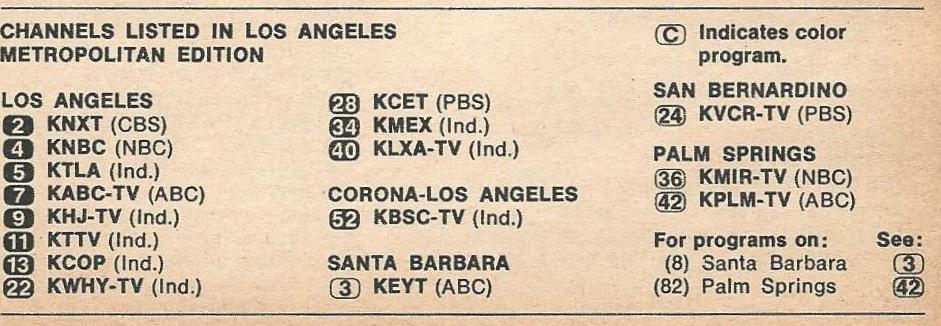 CHANNELS LISTED IN LOS ANGELES
METROPOLITAN EDITION
LOS ANGELES
2 KNXT (CBS)
4 KNBC (NBC)
5 KTLA (Ind.)
7 KABC-TV (ABC)
9 KHJ-TV (Ind.)
11 KTTV (Ind.)
13 KCOP (Ind.)
22 KWHY-TV (Ind.)
28 KCET (PBS)
34 KMEX (Ind.)
40 KLXA-TV (Ind.)
CORONA-LOS ANGELES
52 KBSC-TV (Ind.)
SANTA BARBARA
3 KEYT (ABC)
C Indicates color
program.
SAN BERNARDINO
24 KVCR-TV (PBS)
PALM SPRINGS
36 KMIR-TV (NBC)
42 KPLM-TV (ABC)
For programs on: See:
(8) Santa Barbara 3
(82) Palm Springs 42